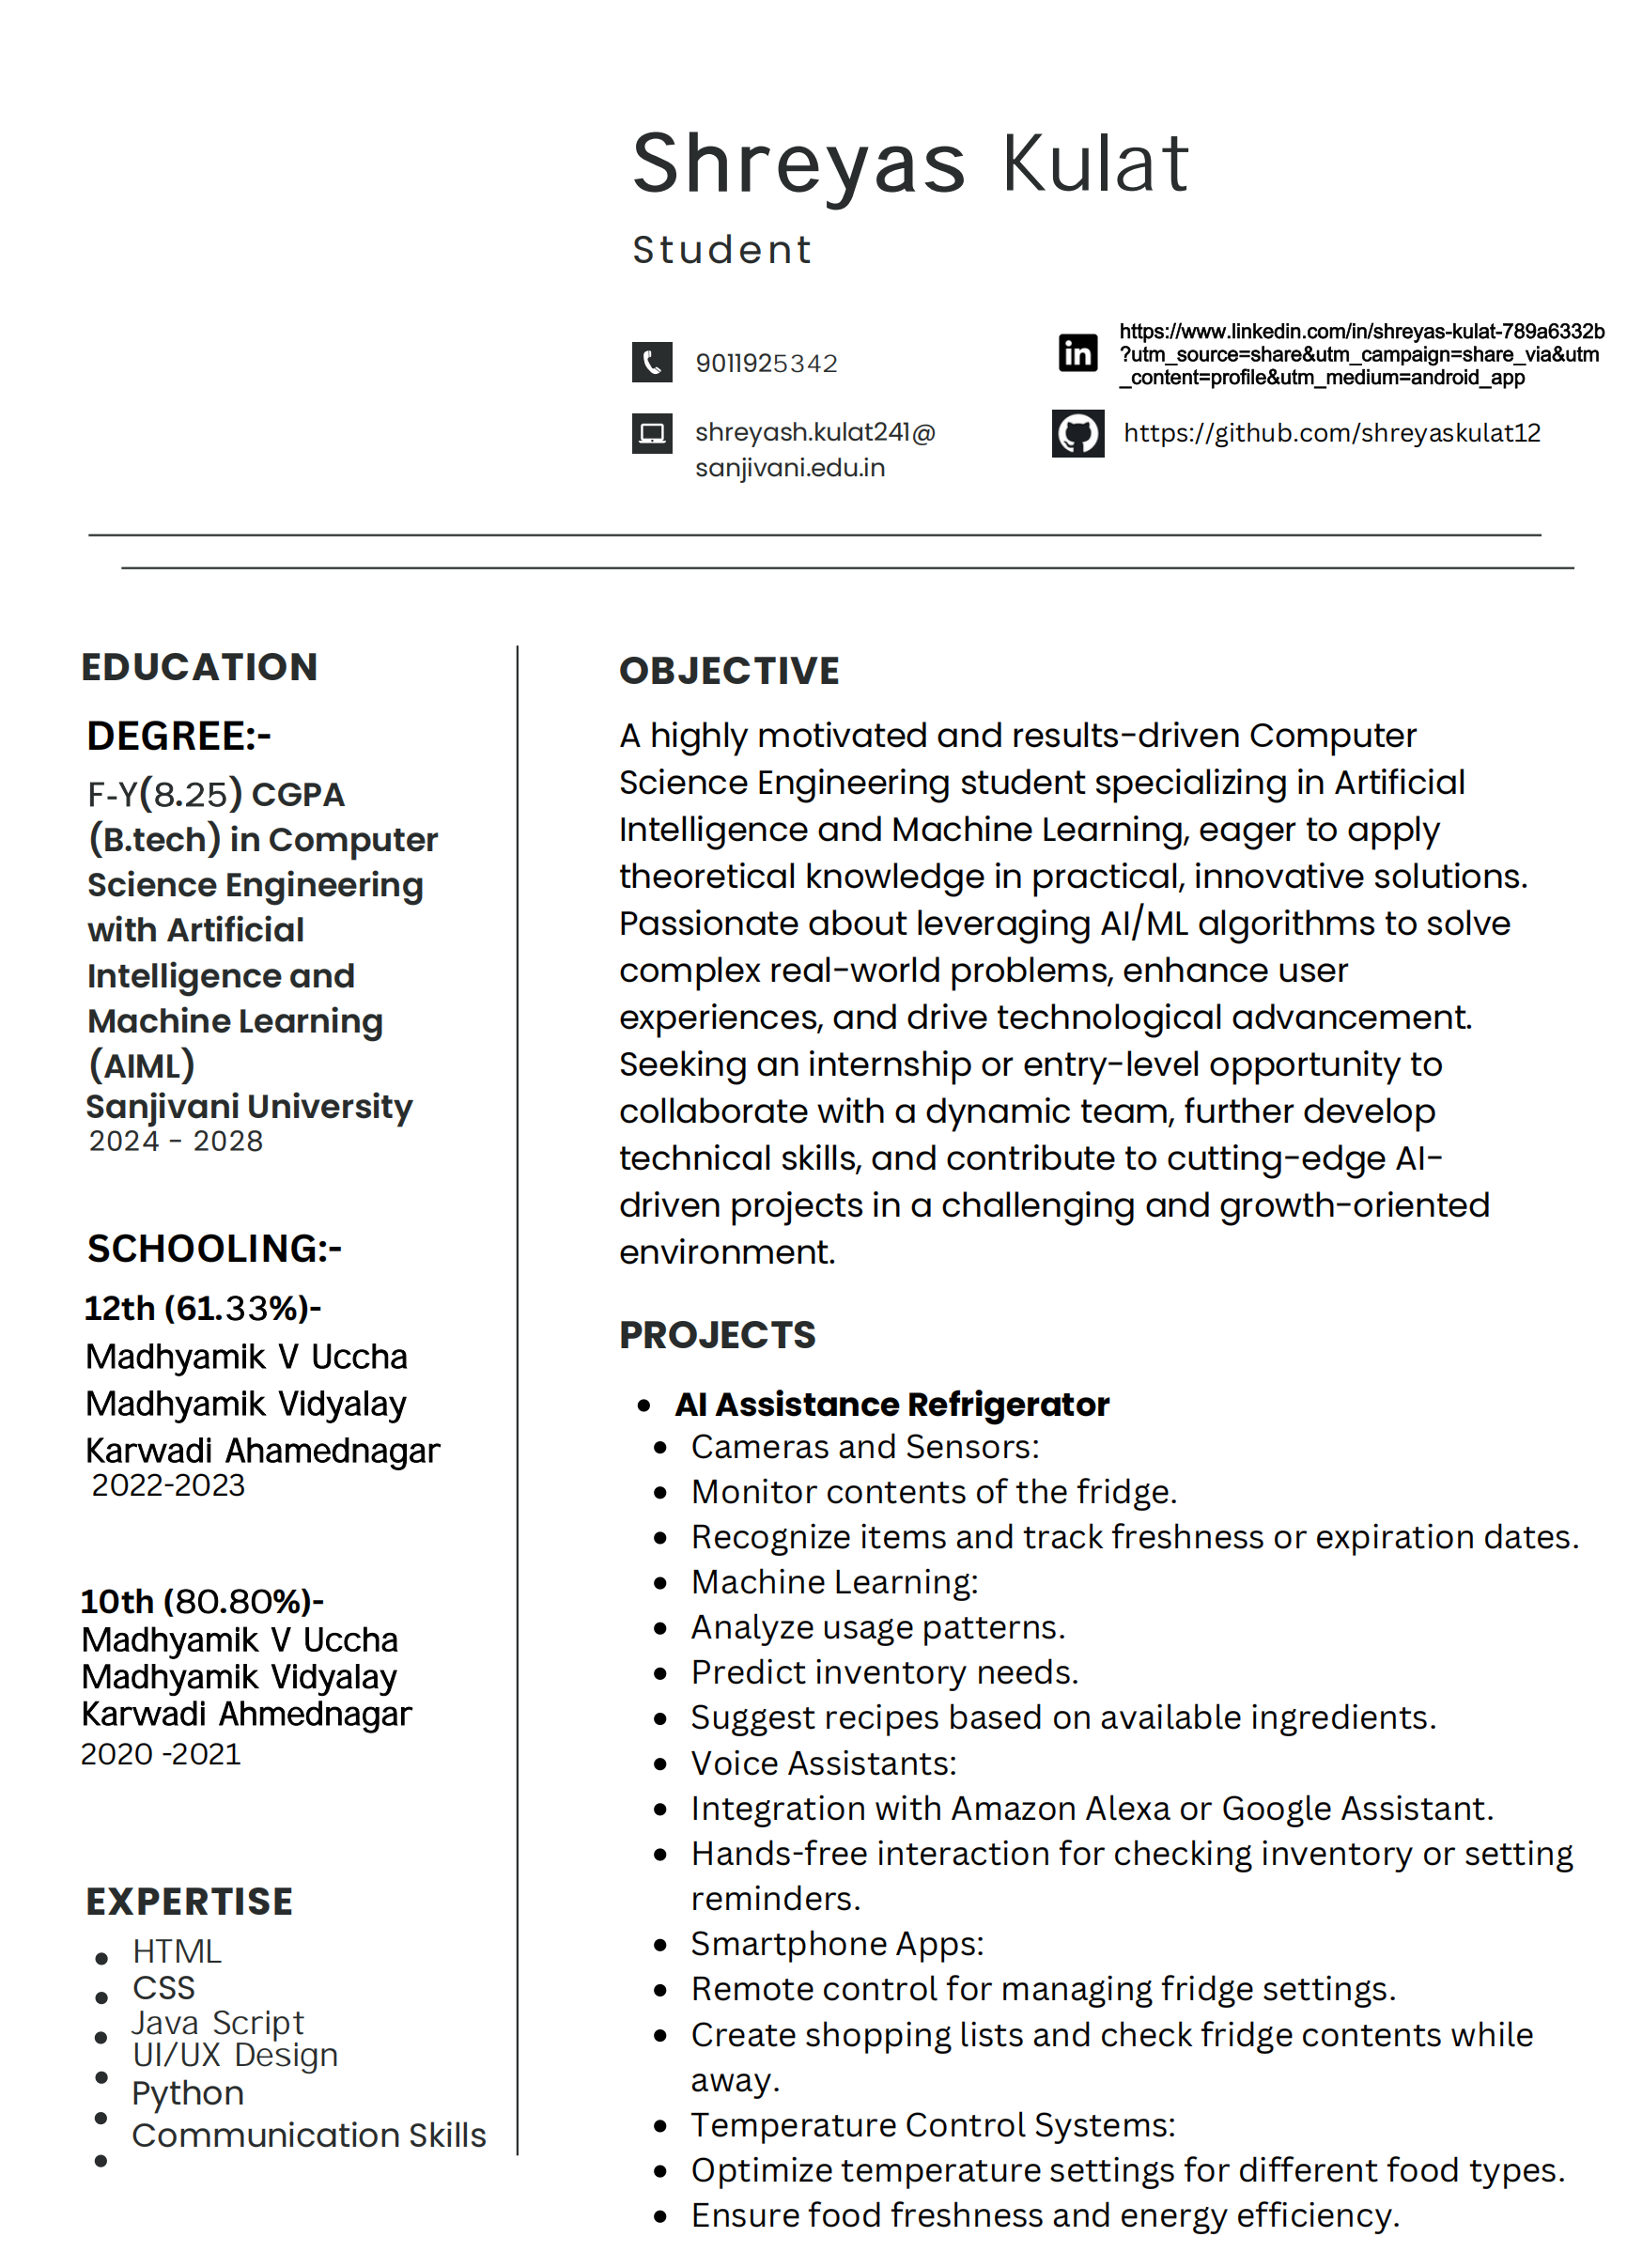 Shreyas Kulat
Student
9011925342
shreyash.kulat241@
sanjivani.edu.in
https://www.linkedin.com/in/shreyas-kulat-789a6332b
?utm_source=share&utm_campaign=share_via&utm
_content=profile&utm_medium=android_app
https://github.com/shreyaskulat12
EDUCATION
DEGREE:-
F-Y(8.25) CGPA
(B.tech) in Computer
Science Engineering
with Artificial
Intelligence and
Machine Learning
(AIML)
Sanjivani University
2024 - 2028
SCHOOLING:-
12th (61.33%)-
Madhyamik V Uccha
Madhyamik Vidyalay
Karwadi Ahamednagar
2022-2023
10th (80.80%)-
Madhyamik V Uccha
Madhyamik Vidyalay
Karwadi Ahmednagar
2020 -2021
EXPERTISE
• HTML
• CSS
• Java Script
• UI/UX Design
• Python
• Communication Skills
OBJECTIVE
A highly motivated and results-driven Computer
Science Engineering student specializing in Artificial
Intelligence and Machine Learning, eager to apply
theoretical knowledge in practical, innovative solutions.
Passionate about leveraging AI/ML algorithms to solve
complex real-world problems, enhance user
experiences, and drive technological advancement.
Seeking an internship or entry-level opportunity to
collaborate with a dynamic team, further develop
technical skills, and contribute to cutting-edge AI-
driven projects in a challenging and growth-oriented
environment.
PROJECTS
• AI Assistance Refrigerator
• Cameras and Sensors:
• Monitor contents of the fridge.
• Recognize items and track freshness or expiration dates.
• Machine Learning:
• Analyze usage patterns.
• Predict inventory needs.
• Suggest recipes based on available ingredients.
• Voice Assistants:
• Integration with Amazon Alexa or Google Assistant.
• Hands-free interaction for checking inventory or setting
reminders.
• Smartphone Apps:
• Remote control for managing fridge settings.
• Create shopping lists and check fridge contents while
away.
• Temperature Control Systems:
• Optimize temperature settings for different food types.
• Ensure food freshness and energy efficiency.